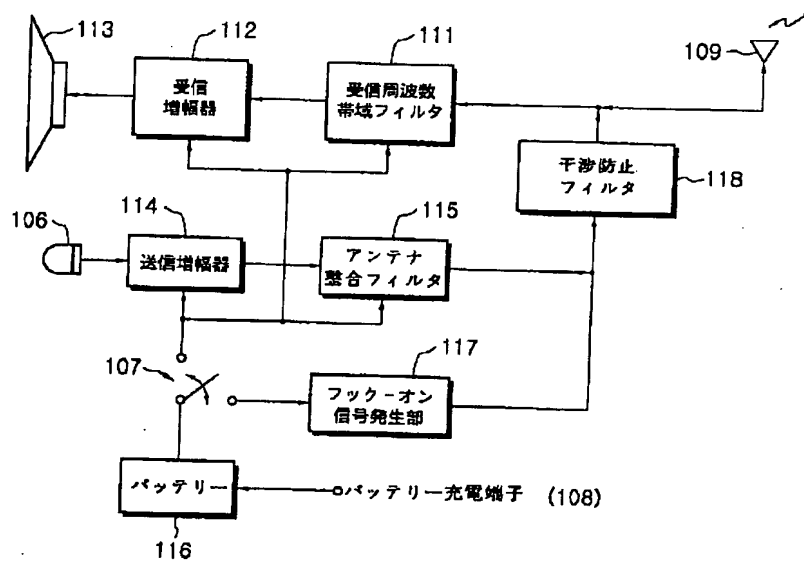 113
112
111
109
受信
増幅器
受信周波数
帯域フィルタ
干渉防止
フィルタ
118
106
114
115
送信増幅器
アンテナ
整合フィルタ
107
117
フック－オン
信号発生部
バッテリー
バッテリー充電端子 (108)
116